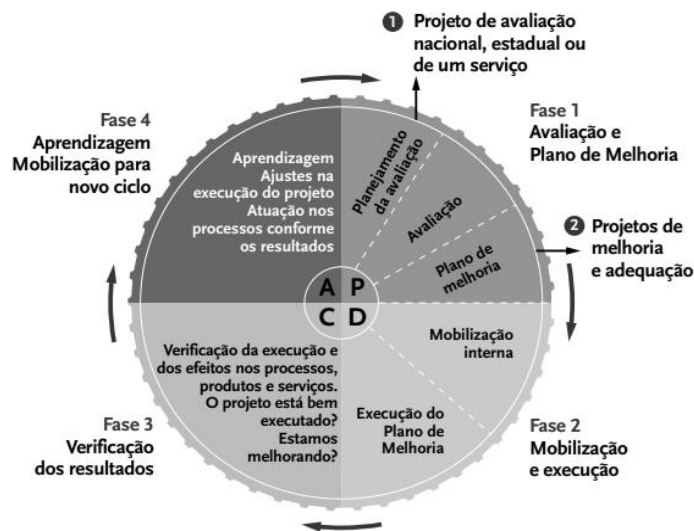 1 Projeto de avaliação
nacional, estadual ou
de um serviço
Fase 1
Avaliação e
Plano de Melhoria
Planejamento
da avaliação
Avaliação
Plano de
melhoria
2 Projetos de
melhoria
e adequação
Fase 4
Aprendizagem
Mobilização para
novo ciclo
Aprendizagem
Ajustes na
execução do projeto
Atuação nos
processos conforme
os resultados
A P
C D
Mobilização
interna
Execução do
Plano de
Melhoria
Fase 2
Mobilização
e execução
Verificação da execução e
dos efeitos nos processos,
produtos e serviços.
O projeto está bem
executado?
Estamos
melhorando?
Fase 3
Verificação
dos resultados